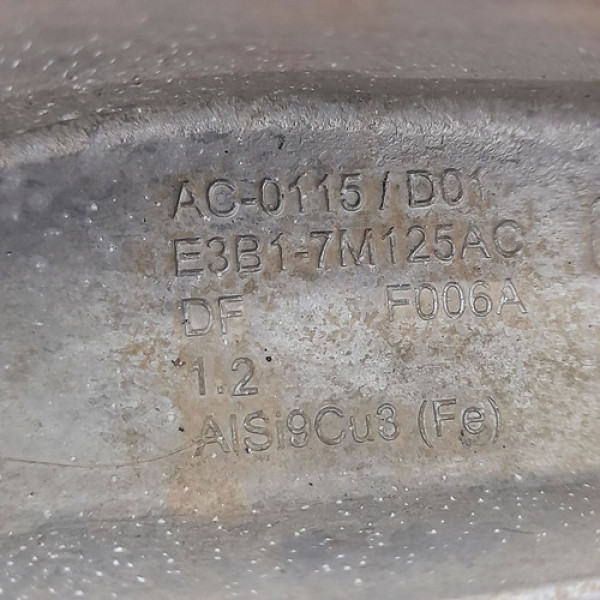 AC-0115 / D01
E3B1-7M125AC
DF F006A
1.2
AlSi9Cu3 (Fe)